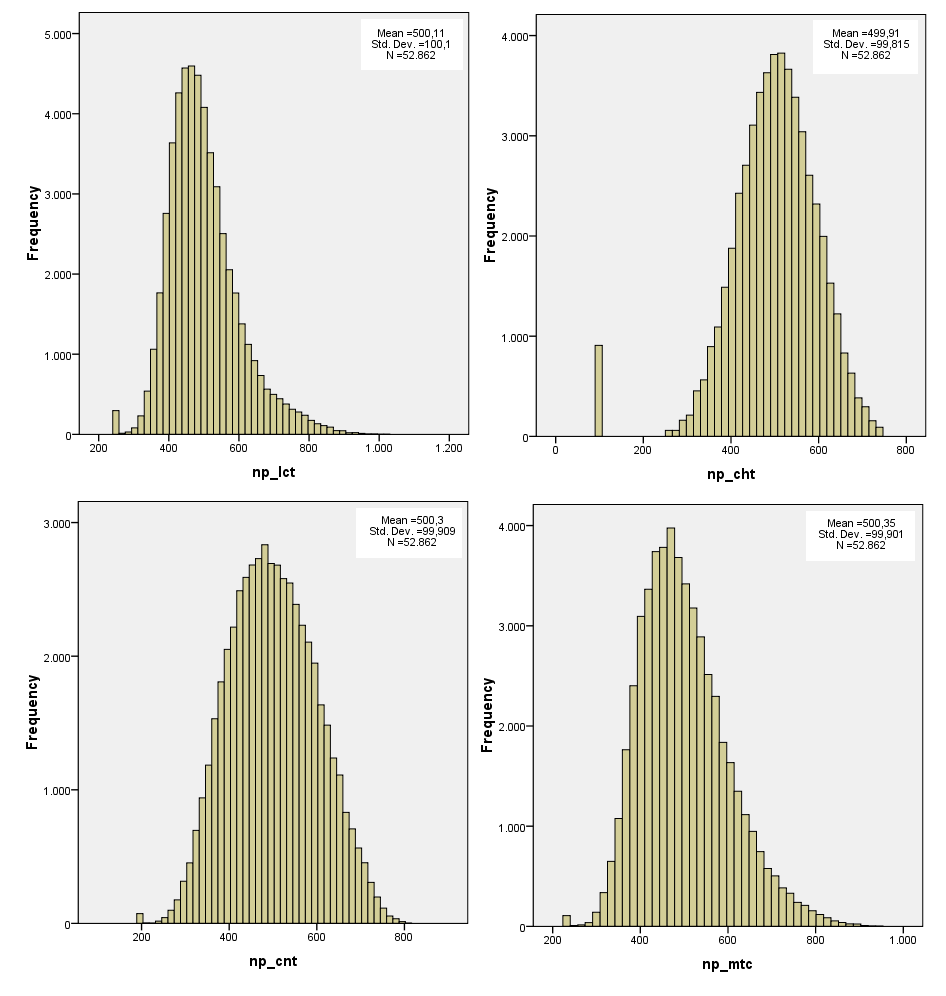 Mean =500,11
Std. Dev. =100,1
N =52.862
5.000
4.000
3.000
2.000
1.000
0
Frequency
200
400
600
800
1.000
1.200
np_lct
Mean =499,91
Std. Dev. =99,815
N =52.862
4.000
3.000
2.000
1.000
0
Frequency
0
200
400
600
800
np_cht
Mean =500,3
Std. Dev. =99,909
N =52.862
3.000
2.000
1.000
0
Frequency
200
400
600
800
np_cnt
Mean =500,35
Std. Dev. =99,901
N =52.862
4.000
3.000
2.000
1.000
0
Frequency
200
400
600
800
1.000
np_mtc